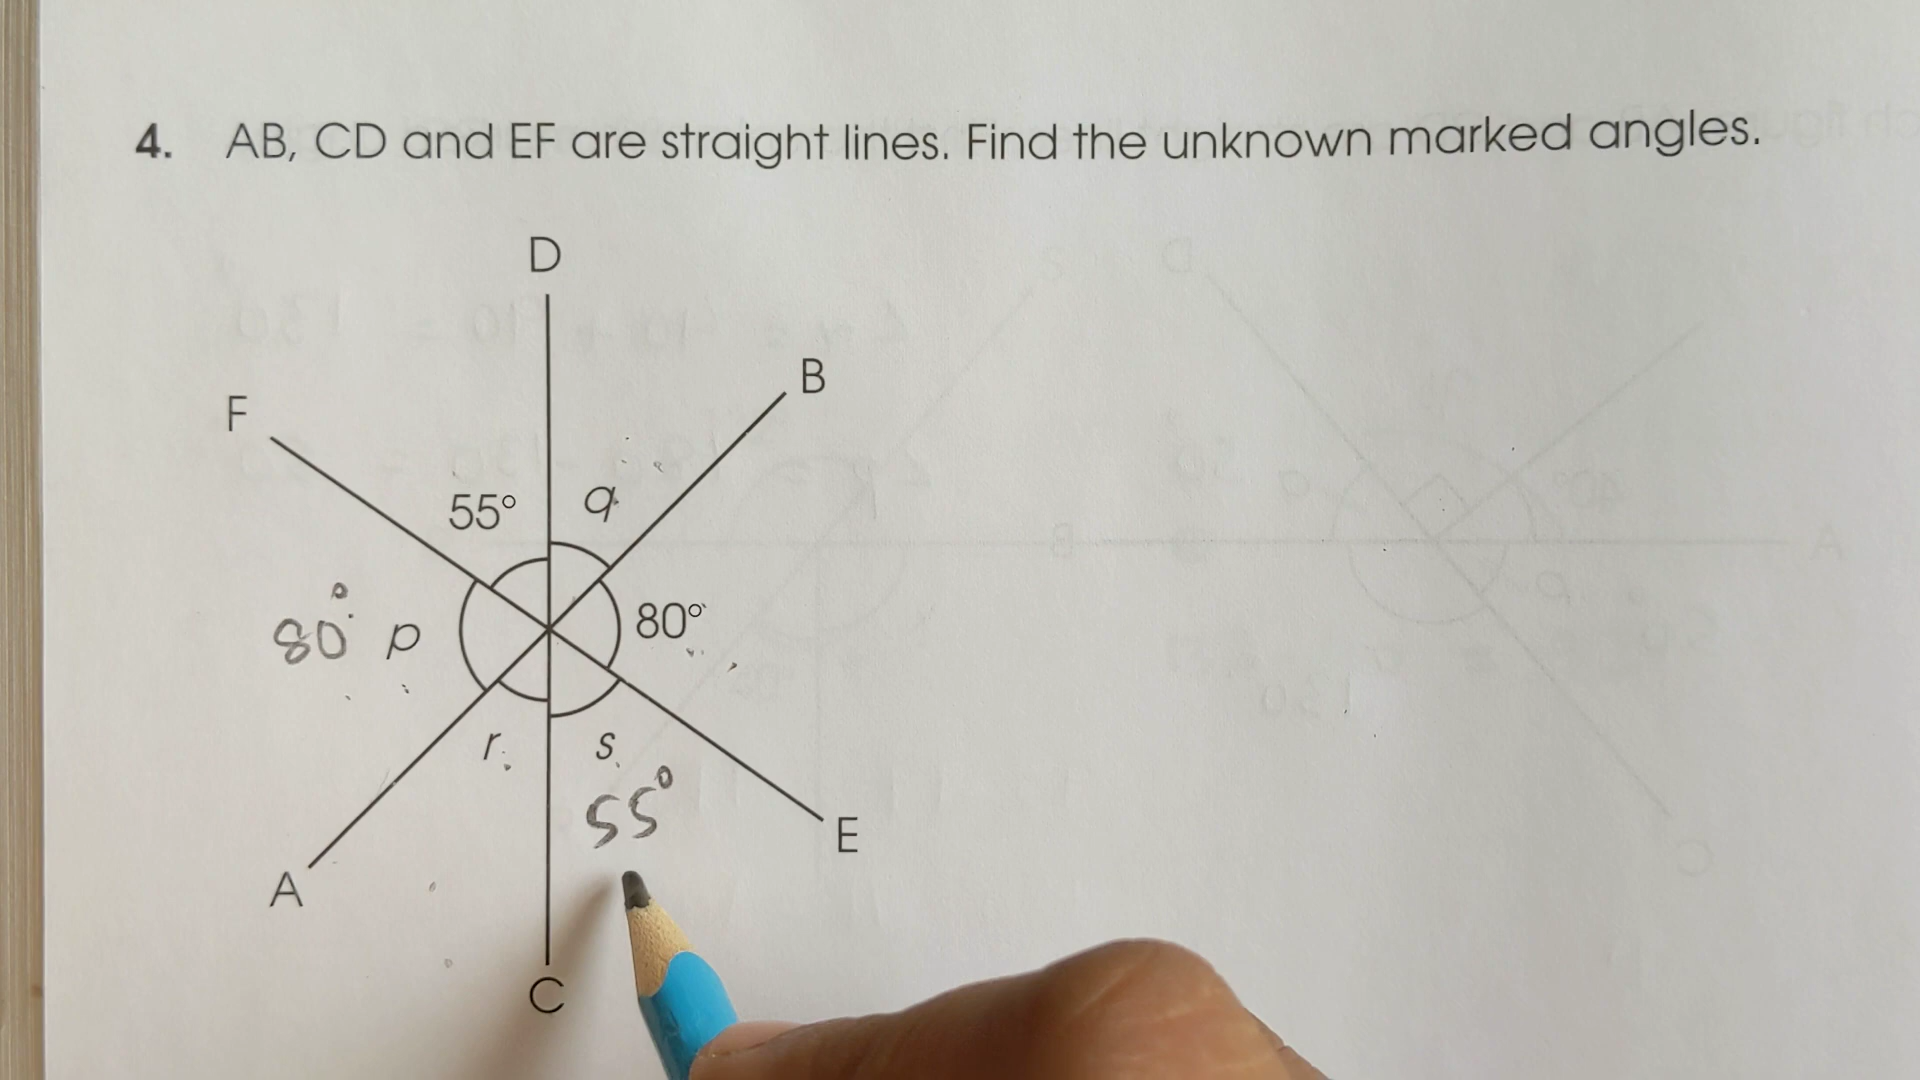 4. AB, CD and EF are straight lines. Find the unknown marked angles.
D
B
F
55° q
80° p 80°
r s
55°
E
A
C